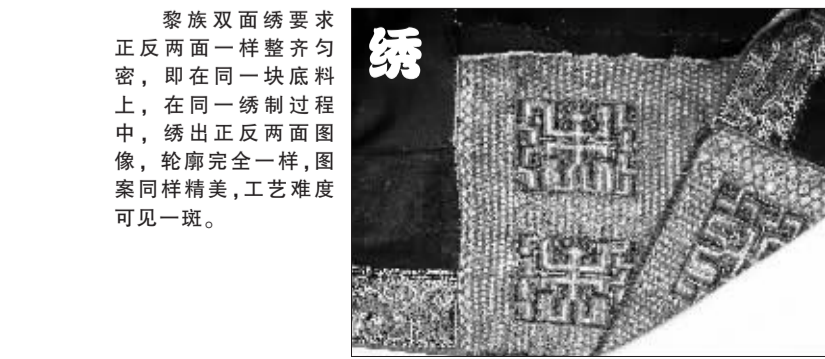 黎族双面绣要求
正反两面一样整齐匀
密，即在同一块底料
上，在同一绣制过程
中，绣出正反两面图
像，轮廓完全一样,图
案同样精美,工艺难度
可见一斑。
绣